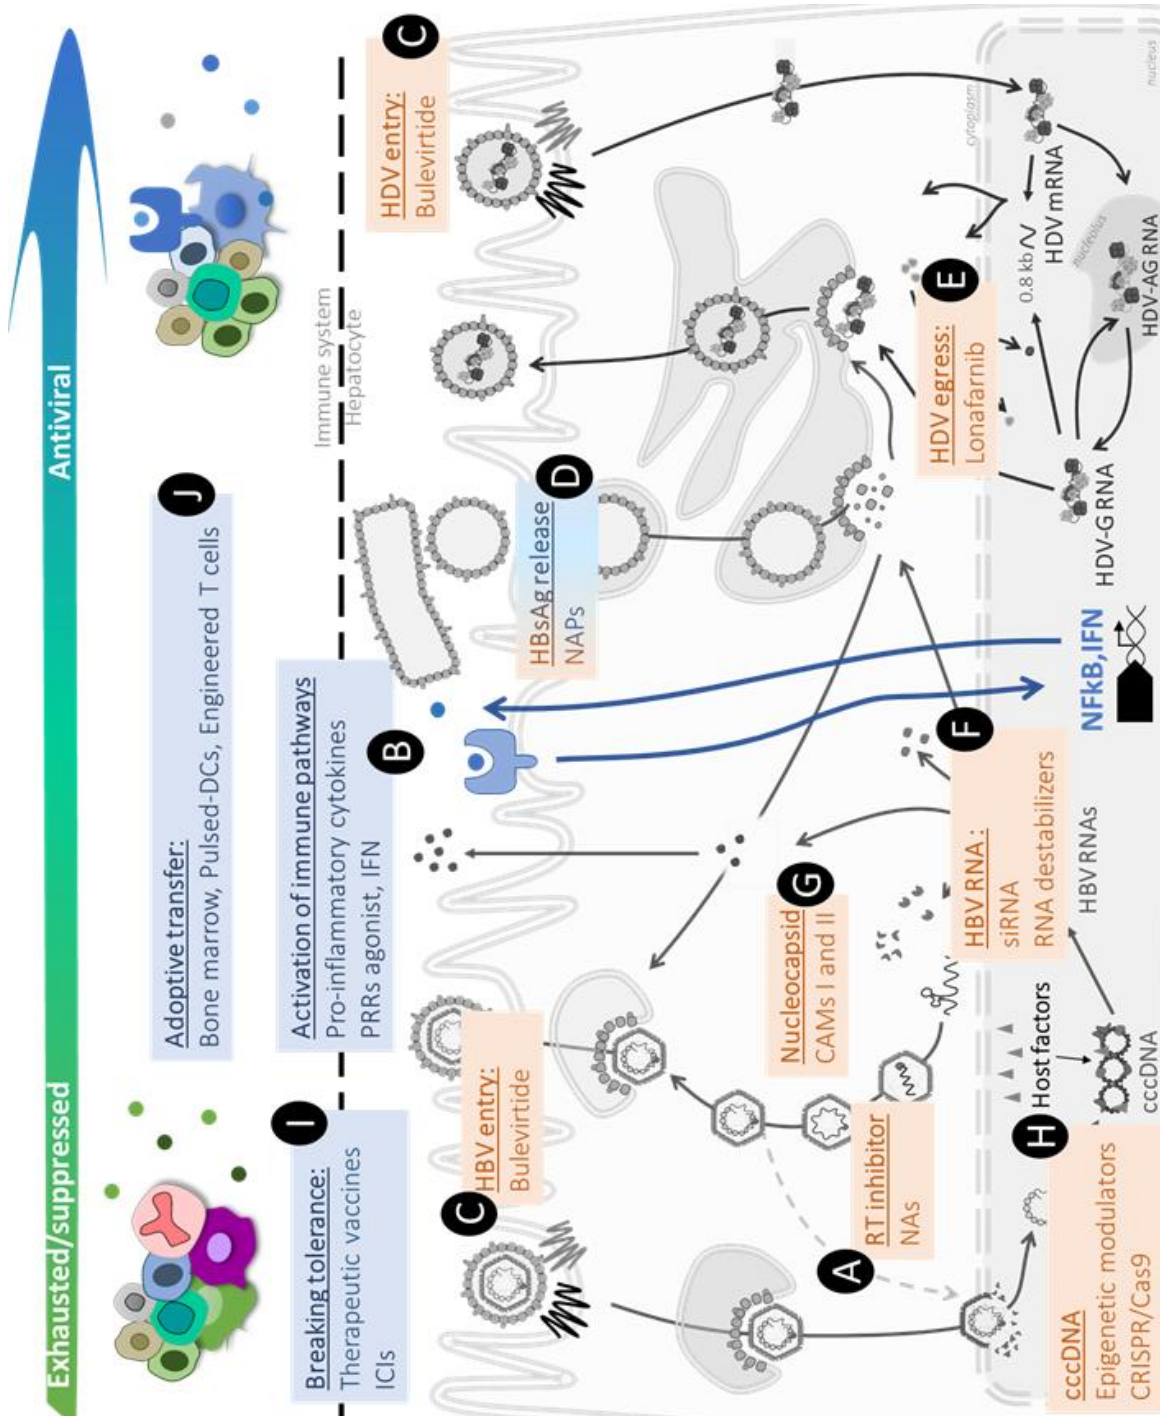 Exhausted/suppressed
Antiviral
I
Breaking tolerance:
Therapeutic vaccines
ICIs
J
Adoptive transfer:
Bone marrow, Pulsed-DCs, Engineered T cells
B
Activation of immune pathways
Pro-inflammatory cytokines
PRRs agonist, IFN
Immune system
Hepatocyte
C
HBV entry:
Bulevirtide
D
HBsAg release
NAPs
C
HDV entry:
Bulevirtide
A
RT inhibitor
NAs
G
Nucleocapsid
CAMs I and II
F
HBV RNA :
siRNA
RNA destabilizers
E
HDV egress:
Lonafarnib
cytoplasm
nucleus
H
cccDNA
Epigenetic modulators
CRISPR/Cas9
Host factors
cccDNA
HBV RNAs
NFkB,IFN
HDV-G RNA
0.8 kb
HDV mRNA
nucleolus
HDV-AG RNA